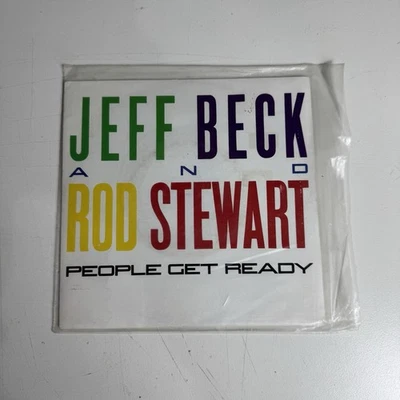 JEFF BECK
AND
ROD STEWART
PEOPLE GET READY